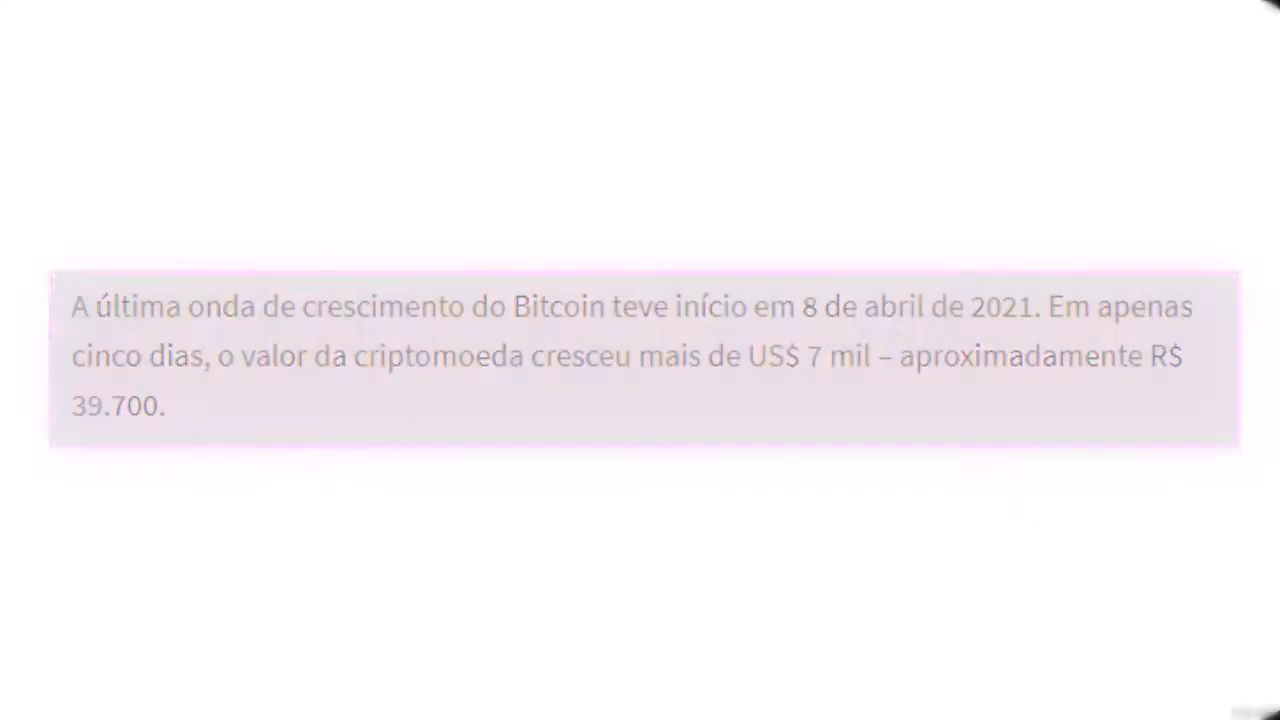 A última onda de crescimento do Bitcoin teve início em 8 de abril de 2021. Em apenas
cinco dias, o valor da criptomoeda cresceu mais de US$ 7 mil – aproximadamente R$
39.700.